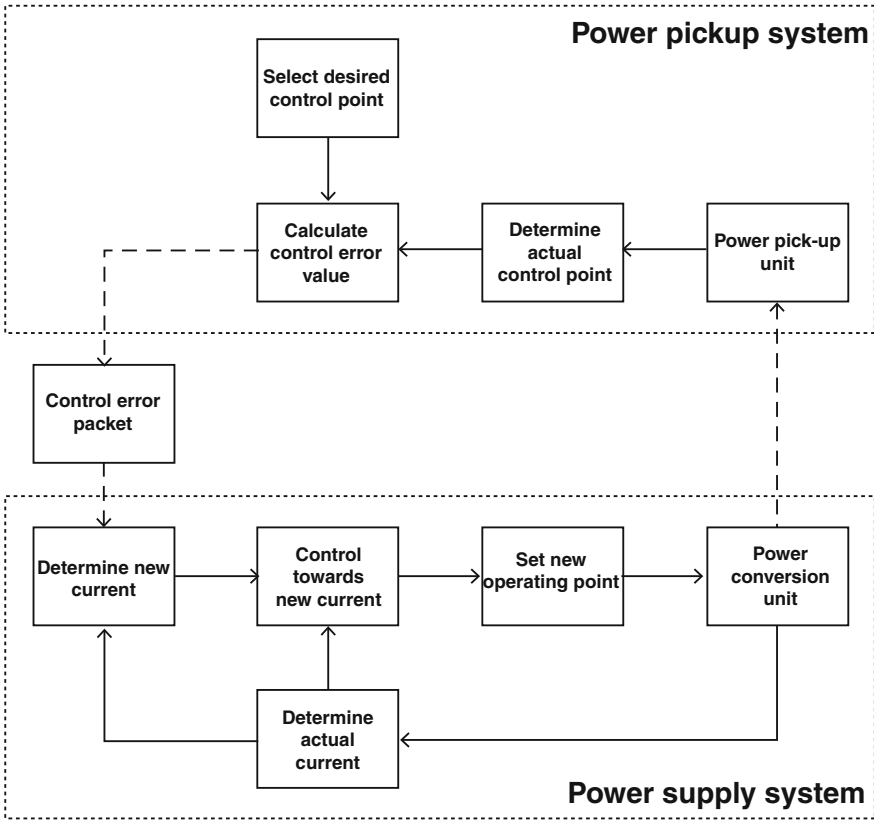 Power pickup system
Select desired
control point
Calculate
control error
value
Determine
actual
control point
Power pick-up
unit
Control error
packet
Determine new
current
Control
towards
new current
Set new
operating point
Power
conversion
unit
Determine
actual
current
Power supply system